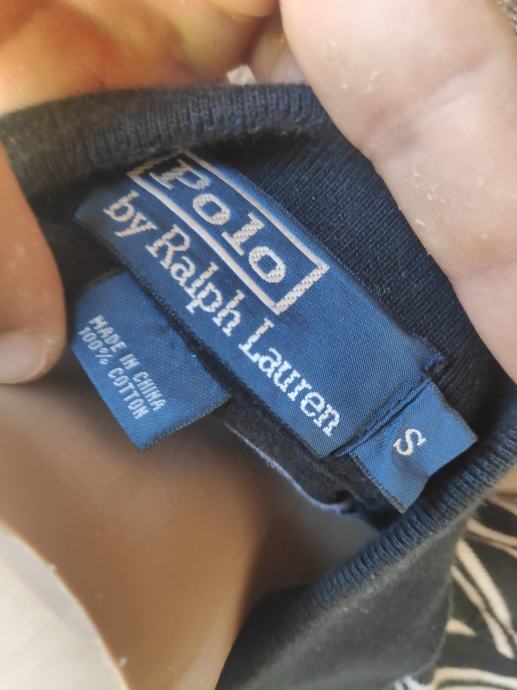 Polo
by Ralph Lauren
S
MADE IN CHINA
100% COTTON